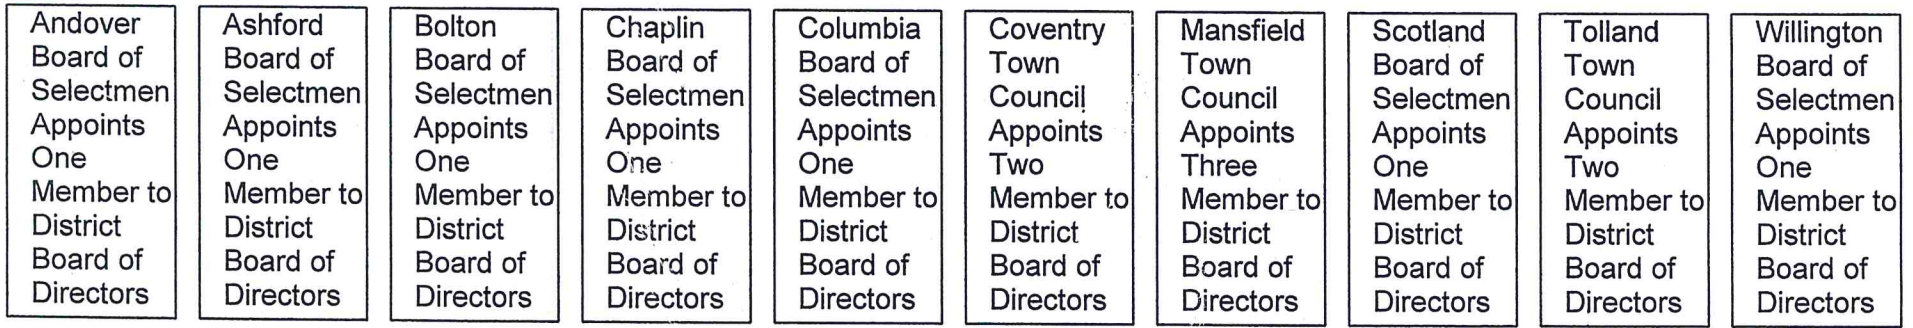 Andover
Board of
Selectmen
Appoints
One
Member to
District
Board of
Directors
Ashford
Board of
Selectmen
Appoints
One
Member to
District
Board of
Directors
Bolton
Board of
Selectmen
Appoints
One
Member to
District
Board of
Directors
Chaplin
Board of
Selectmen
Appoints
One
Member to
District
Board of
Directors
Columbia
Board of
Selectmen
Appoints
One
Member to
District
Board of
Directors
Coventry
Town
Council
Appoints
Two
Member to
District
Board of
Directors
Mansfield
Town
Council
Appoints
Three
Member to
District
Board of
Directors
Scotland
Board of
Selectmen
Appoints
One
Member to
District
Board of
Directors
Tolland
Town
Council
Appoints
Two
Member to
District
Board of
Directors
Willington
Board of
Selectmen
Appoints
One
Member to
District
Board of
Directors